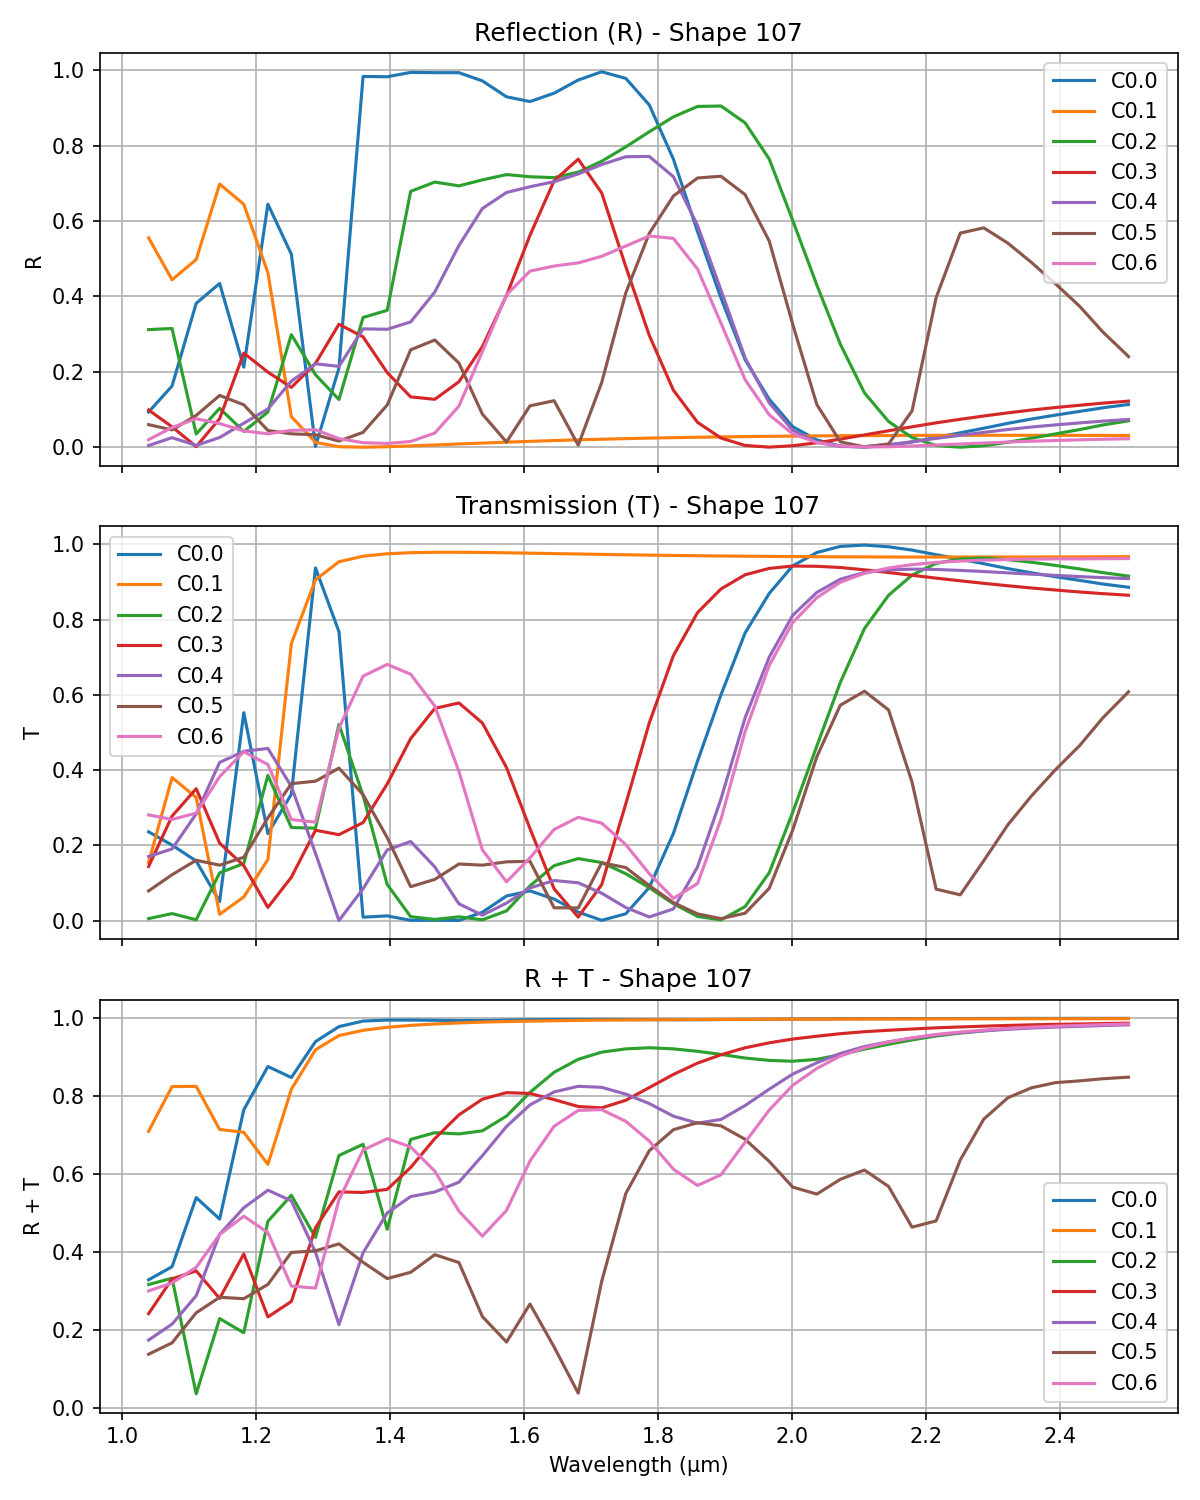 Reflection (R) - Shape 107
1.0
0.8
0.6
0.4
0.2
0.0
R
C0.0
C0.1
C0.2
C0.3
C0.4
C0.5
C0.6
Transmission (T) - Shape 107
1.0
0.8
0.6
0.4
0.2
0.0
T
C0.0
C0.1
C0.2
C0.3
C0.4
C0.5
C0.6
R + T - Shape 107
1.0
0.8
0.6
0.4
0.2
0.0
R + T
C0.0
C0.1
C0.2
C0.3
C0.4
C0.5
C0.6
1.0 1.2 1.4 1.6 1.8 2.0 2.2 2.4
Wavelength (μm)